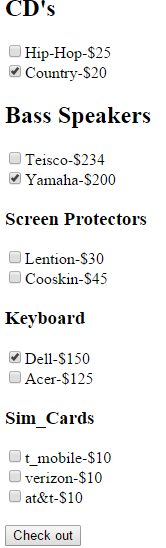 CD's
Hip-Hop-$25
Country-$20
Bass Speakers
Teisco-$234
Yamaha-$200
Screen Protectors
Lention-$30
Cooskin-$45
Keyboard
Dell-$150
Acer-$125
Sim_Cards
t_mobile-$10
verizon-$10
at&t-$10
Check out